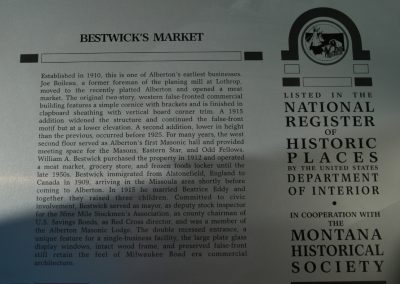 BESTWICK'S MARKET
Established in 1910, this is one of Alberton's earliest businesses.
Joe Boileau, a former foreman of the planing mill at Lothrop,
moved to the recently platted Alberton and opened a meat
market. The original two-story, western false-fronted commercial
building features a simple cornice with brackets and is finished in
clapboard sheathing with vertical board corner trim. A 1915
addition widened the structure and continued the false-front
motif but at a lower elevation. A second addition, lower in height
than the previous, occurred before 1925. For many years, the west
second floor served as Alberton's first Masonic hall and provided
meeting space for the Masons, Eastern Star, and Odd Fellows.
William A. Bestwick purchased the property in 1912 and operated
a meat market, grocery store, and frozen foods locker until the
late 1950s. Bestwick immigrated from Alstonefield, England to
Canada in 1909, arriving in the Missoula area shortly before
coming to Alberton. In 1915 he married Beatrice Eddy and
together they raised three children. Committed to civic
involvement, Bestwick served as mayor, as deputy stock inspector
for the Nine Mile Stockmen's Association, as county chairman of
U.S. Savings Bonds, as Red Cross director, and was a member of
the Alberton Masonic Lodge. The double recessed entrance, a
unique feature for a single-business facility, the large plate glass
display windows, intact wood frame, and preserved false-front
still retain the feel of Milwaukee Road era commercial
architecture.
LISTED IN THE
NATIONAL
REGISTER
OF
HISTORIC
PLACES
BY THE UNITED STATES
DEPARTMENT
OF INTERIOR
IN COOPERATION WITH
THE
MONTANA
HISTORICAL
SOCIETY